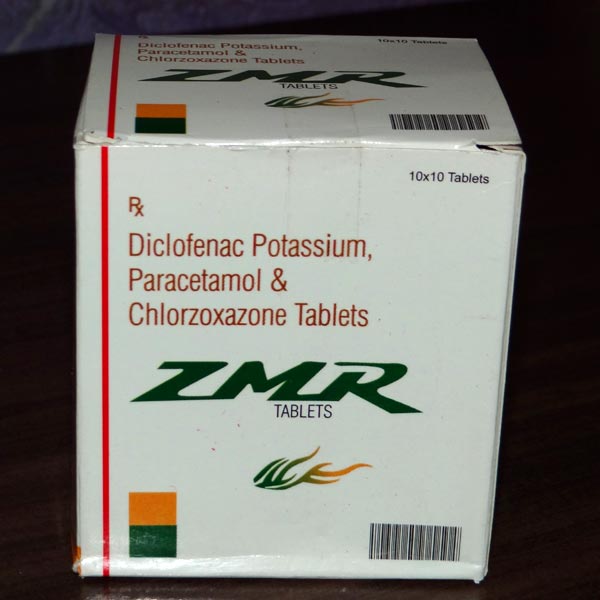 Rx
10x10 Tablets
Diclofenac Potassium,
Paracetamol &
Chlorzoxazone Tablets
ZMR
TABLETS
10x10 Tablets
Rx
Diclofenac Potassium,
Paracetamol &
Chlorzoxazone Tablets
ZMR
TABLETS